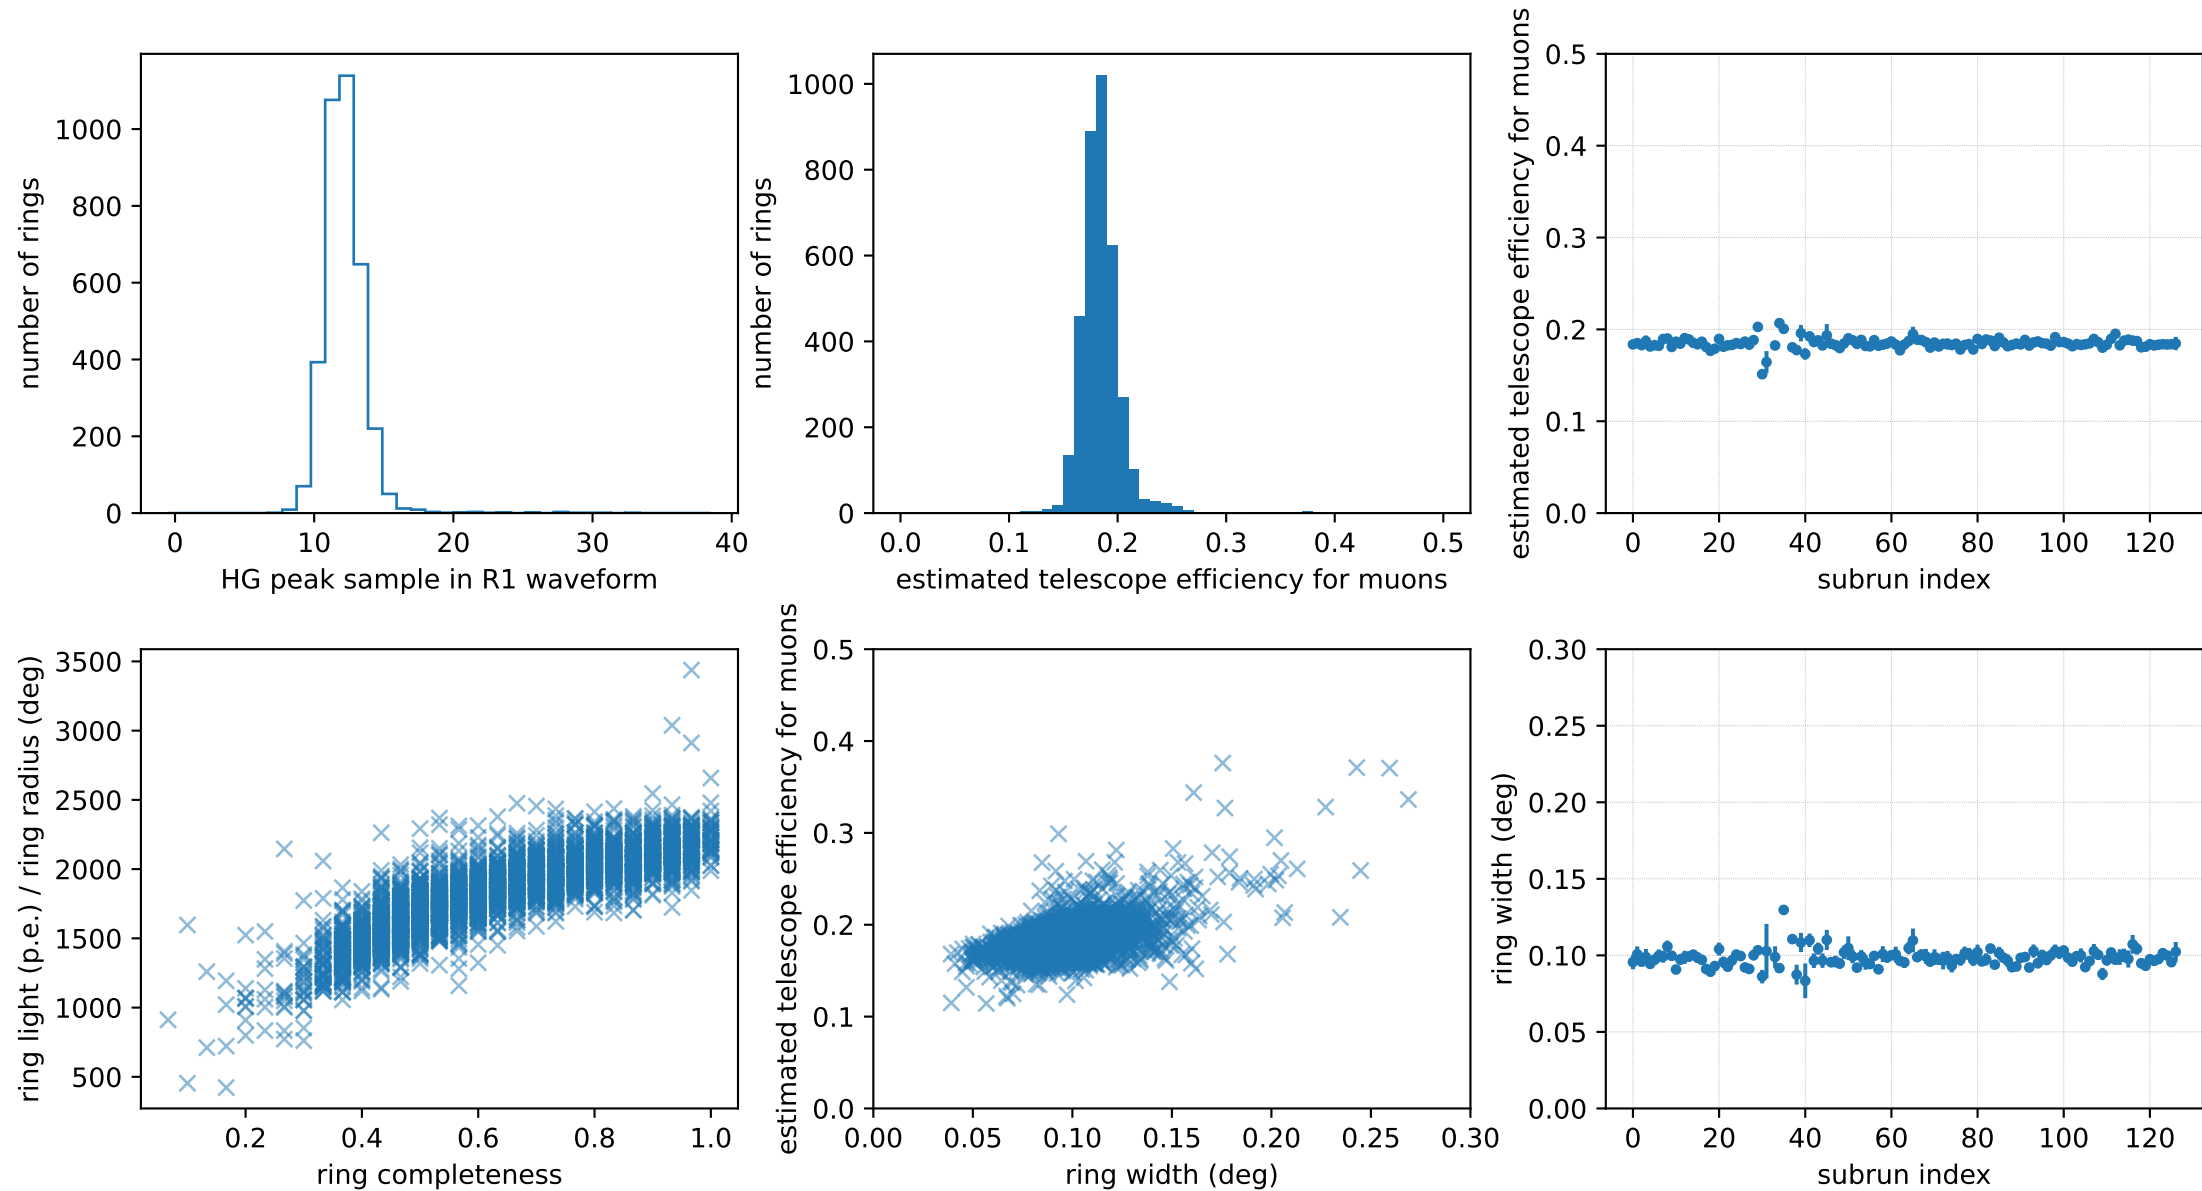 number of rings
1000
800
600
400
200
0
0 10 20 30 40
HG peak sample in R1 waveform
number of rings
1000
800
600
400
200
0
0.0 0.1 0.2 0.3 0.4 0.5
estimated telescope efficiency for muons
estimated telescope efficiency for muons
0.5
0.4
0.3
0.2
0.1
0.0
0 20 40 60 80 100 120
subrun index
ring light (p.e.) / ring radius (deg)
3500
3000
2500
2000
1500
1000
500
0.2 0.4 0.6 0.8 1.0
ring completeness
estimated telescope efficiency for muons
0.5
0.4
0.3
0.2
0.1
0.0
0.00 0.05 0.10 0.15 0.20 0.25 0.30
ring width (deg)
ring width (deg)
0.30
0.25
0.20
0.15
0.10
0.05
0.00
0 20 40 60 80 100 120
subrun index